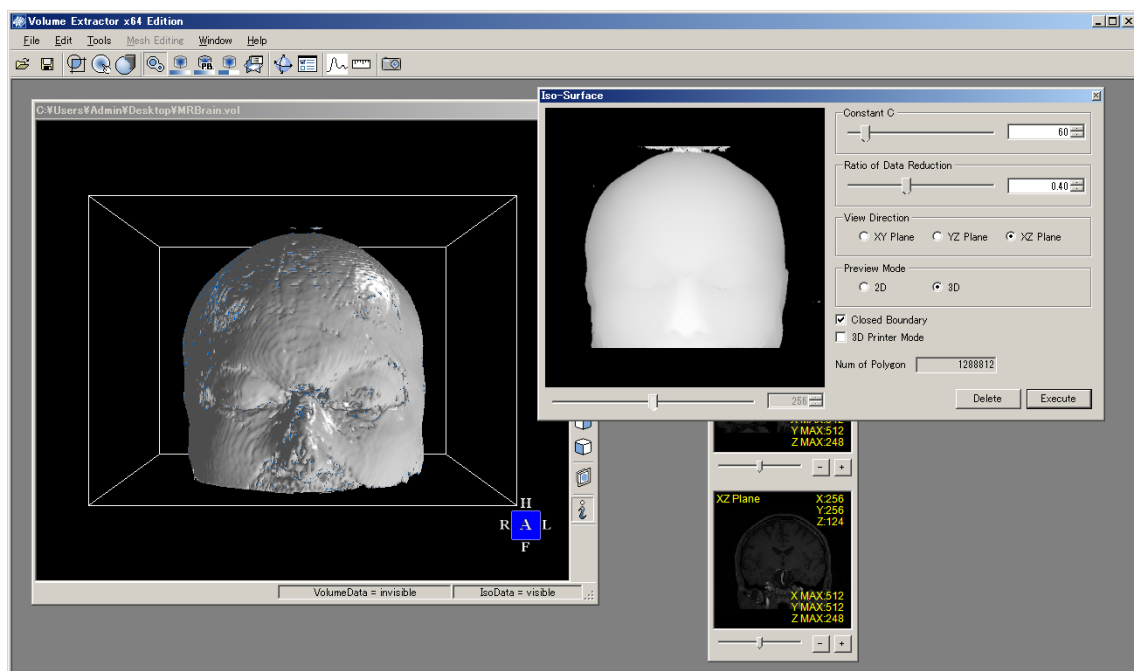 Volume Extractor x64 Edition
File Edit Tools Mesh Editing Window Help
PB.
C:¥Users¥Admin¥Desktop¥MRBrain.vol
H
R A L
F
VolumeData = invisible IsoData = visible
Iso-Surface
Constant C
60
Ratio of Data Reduction
0.40
View Direction
XY Plane YZ Plane XZ Plane
Preview Mode
2D 3D
Closed Boundary
3D Printer Mode
Num of Polygon 1288812
256
Delete Execute
Y MAX:512
Z MAX:248
- +
XZ Plane X:256
Y:256
Z:124
X MAX:512
Y MAX:512
Z MAX:248
- +